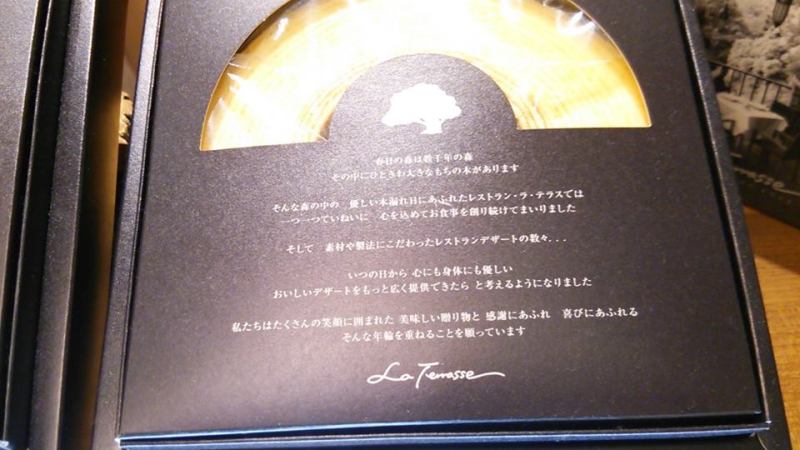 春日の森は数千年の森
その中にひときわ大きなもちの木があります
そんな森の中の 優しい木漏れ日にあふれたレストラン・ラ・テラスでは
一つ一つていねいに 心を込めてお食事を創り続けてまいりました
そして 素材や製法にこだわったレストランデザートの数々...
いつの日から 心にも身体にも優しい
おいしいデザートをもっと広く提供できたら と考えるようになりました
私たちはたくさんの笑顔に囲まれた 美味しい贈り物と 感謝にあふれ 喜びにあふれる
そんな年輪を重ねることを願っています
La Terrasse